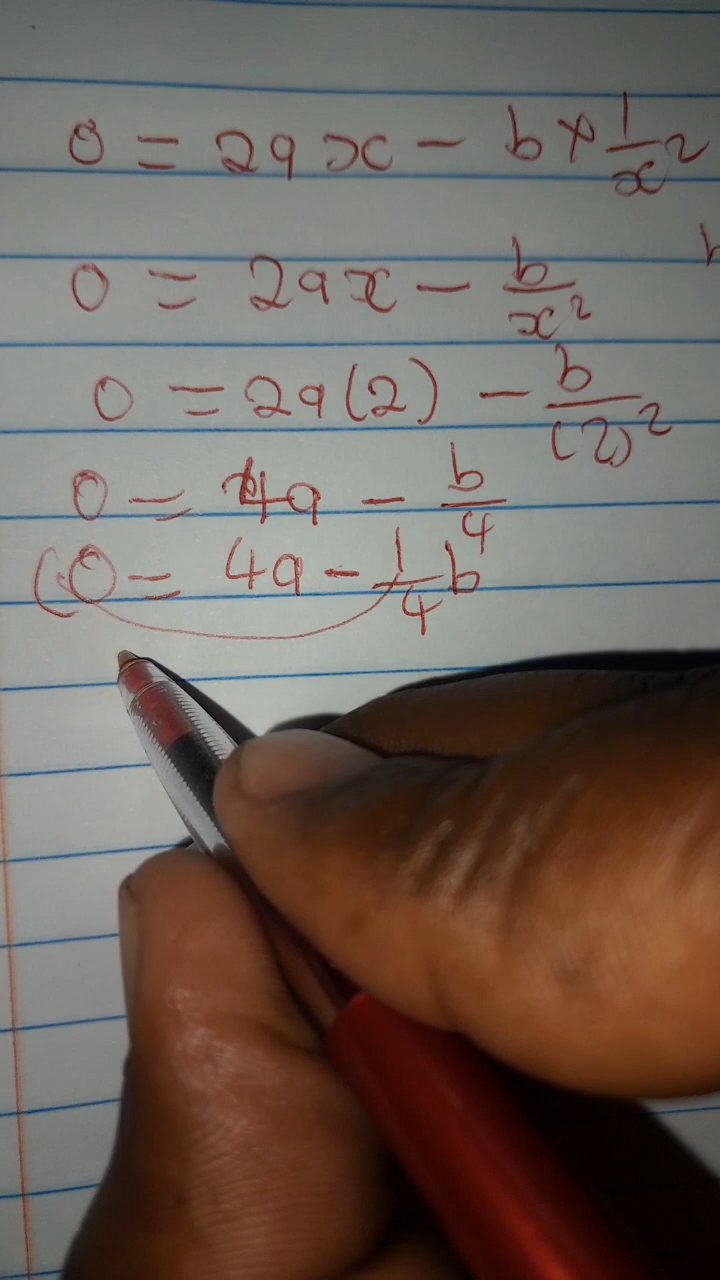 0 = 2ax - b × 1/x²
0 = 2ax - b/x²
0 = 2a(2) - b/(2)²
0 = 4a - b/4
(0 = 4a - 1/4 b